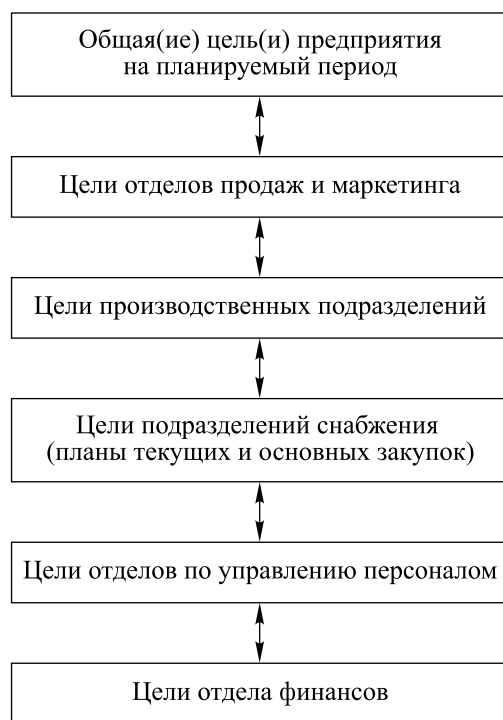 Общая(ие) цель(и) предприятия
на планируемый период
Цели отделов продаж и маркетинга
Цели производственных подразделений
Цели подразделений снабжения
(планы текущих и основных закупок)
Цели отделов по управлению персоналом
Цели отдела финансов